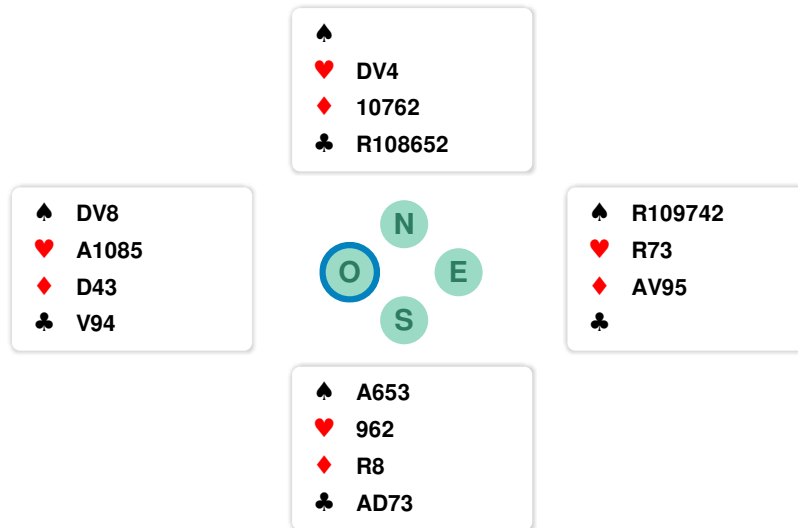 ♠
♥ DV4
♦ 10762
♣ R108652
♠ DV8
♥ A1085
♦ D43
♣ V94
N
O E
S
♠ R109742
♥ R73
♦ AV95
♣
♠ A653
♥ 962
♦ R8
♣ AD73